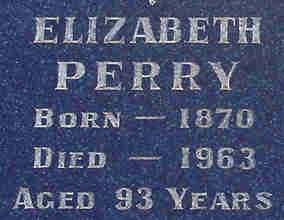 ELIZABETH
PERRY
BORN — 1870
DIED — 1963
AGED 93 YEARS